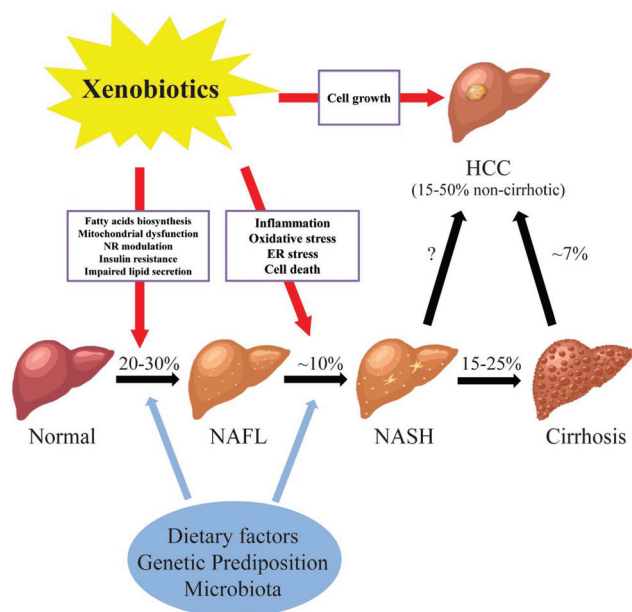 Xenobiotics
Cell growth
HCC
(15-50% non-cirrhotic)
Fatty acids biosynthesis
Mitochondrial dysfunction
NR modulation
Insulin resistance
Impaired lipid secretion
Inflammation
Oxidative stress
ER stress
Cell death
?
~7%
20-30%
~10%
15-25%
Normal
NAFL
NASH
Cirrhosis
Dietary factors
Genetic Prediposition
Microbiota